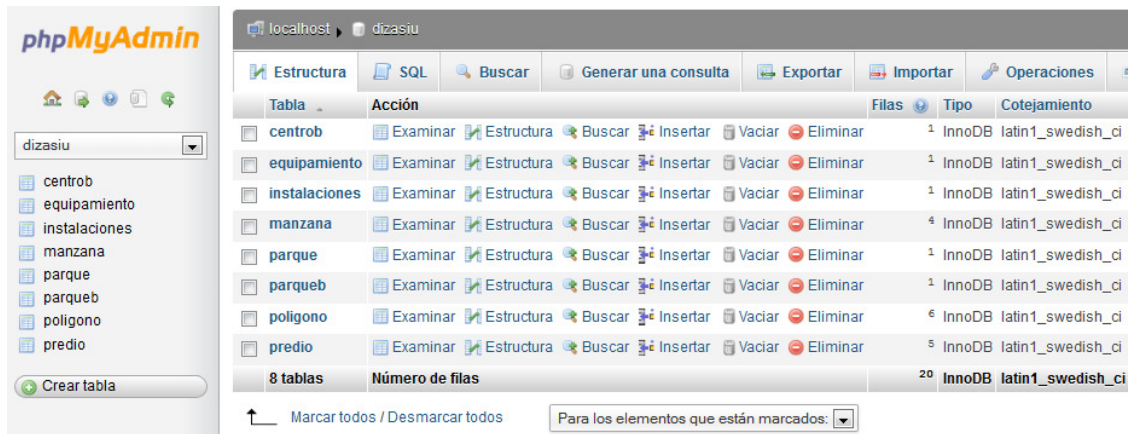 phpMyAdmin
dizasiu
centrob
equipamiento
instalaciones
manzana
parque
parqueb
poligono
predio
Crear tabla
localhost dizasiu
Estructura SQL Buscar Generar una consulta Exportar Importar Operaciones
Tabla Acción Filas Tipo Cotejamiento
centrob Examinar Estructura Buscar Insertar Vaciar Eliminar 1 InnoDB latin1_swedish_ci
equipamiento Examinar Estructura Buscar Insertar Vaciar Eliminar 1 InnoDB latin1_swedish_ci
instalaciones Examinar Estructura Buscar Insertar Vaciar Eliminar 1 InnoDB latin1_swedish_ci
manzana Examinar Estructura Buscar Insertar Vaciar Eliminar 4 InnoDB latin1_swedish_ci
parque Examinar Estructura Buscar Insertar Vaciar Eliminar 1 InnoDB latin1_swedish_ci
parqueb Examinar Estructura Buscar Insertar Vaciar Eliminar 1 InnoDB latin1_swedish_ci
poligono Examinar Estructura Buscar Insertar Vaciar Eliminar 6 InnoDB latin1_swedish_ci
predio Examinar Estructura Buscar Insertar Vaciar Eliminar 5 InnoDB latin1_swedish_ci
8 tablas Número de filas 20 InnoDB latin1_swedish_ci
Marcar todos / Desmarcar todos Para los elementos que están marcados: